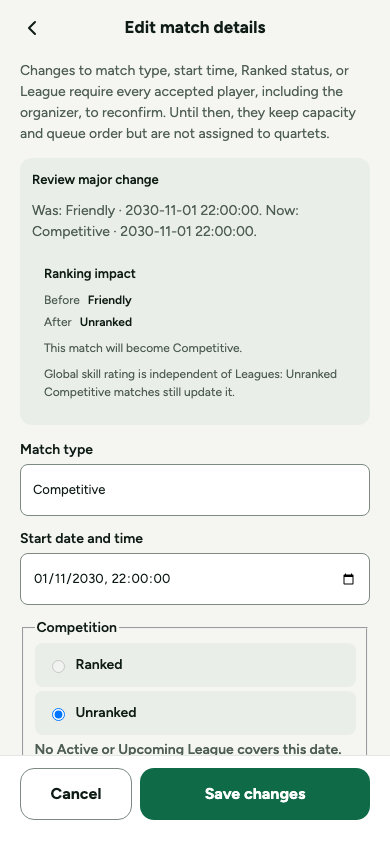 Edit match details
Changes to match type, start time, Ranked status, or
League require every accepted player, including the
organizer, to reconfirm. Until then, they keep capacity
and queue order but are not assigned to quartets.
Review major change
Was: Friendly · 2030-11-01 22:00:00. Now:
Competitive · 2030-11-01 22:00:00.
Ranking impact
Before Friendly
After Unranked
This match will become Competitive.
Global skill rating is independent of Leagues: Unranked
Competitive matches still update it.
Match type
Competitive
Start date and time
01/11/2030, 22:00:00
Competition
Ranked
Unranked
No Active or Upcoming League covers this date.
Cancel
Save changes